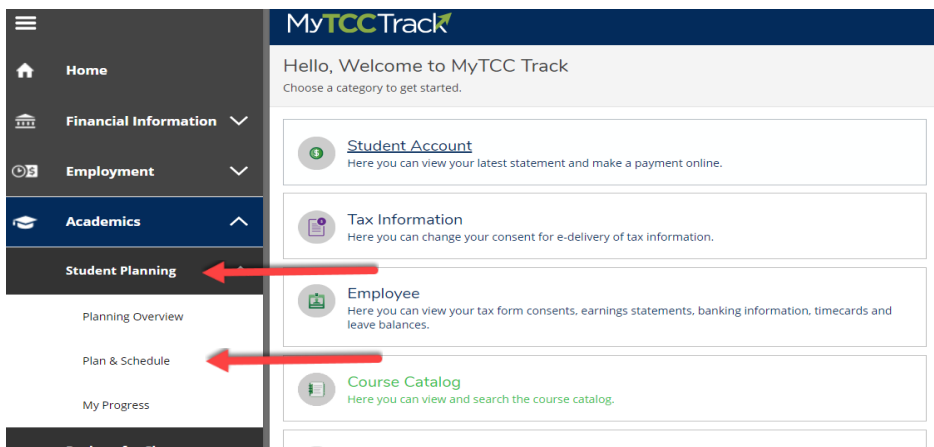 MyTCCTrack
Home
Financial Information
Employment
Academics
Student Planning
Planning Overview
Plan & Schedule
My Progress
Hello, Welcome to MyTCC Track
Choose a category to get started.
Student Account
Here you can view your latest statement and make a payment online.
Tax Information
Here you can change your consent for e-delivery of tax information.
Employee
Here you can view your tax form consents, earnings statements, banking information, timecards and
leave balances.
Course Catalog
Here you can view and search the course catalog.